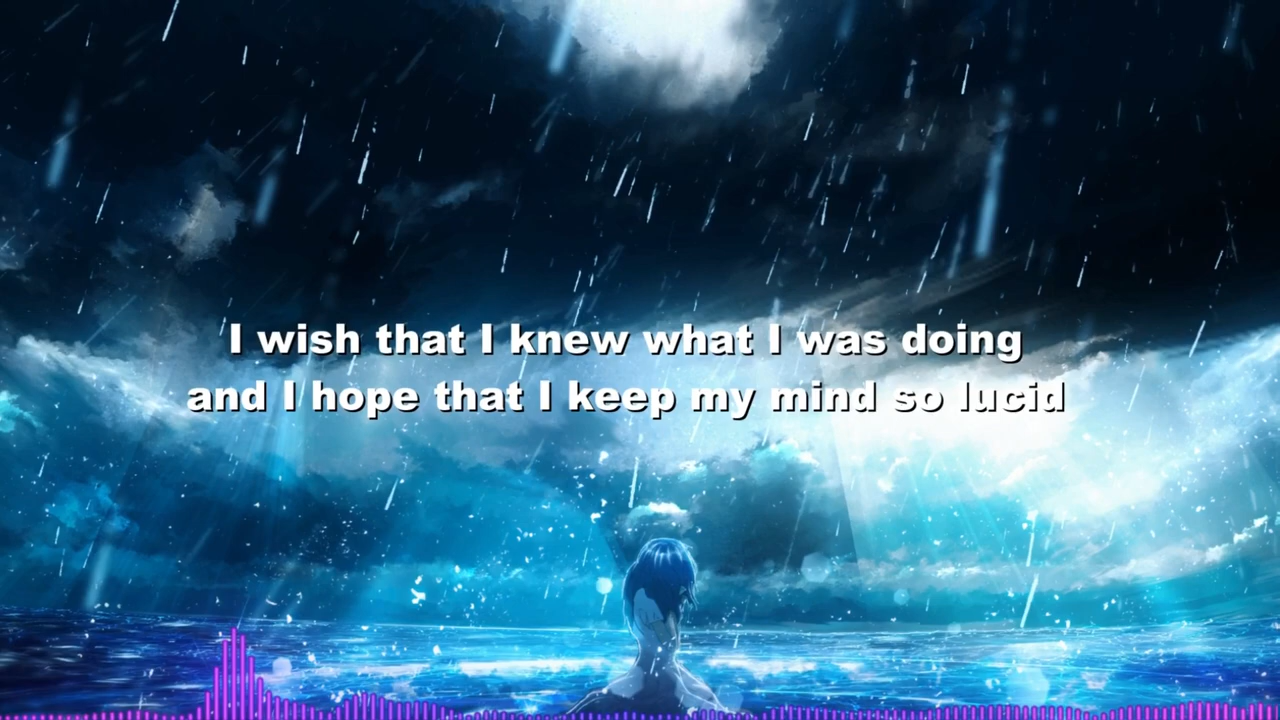 I wish that I knew what I was doing
and I hope that I keep my mind so lucid